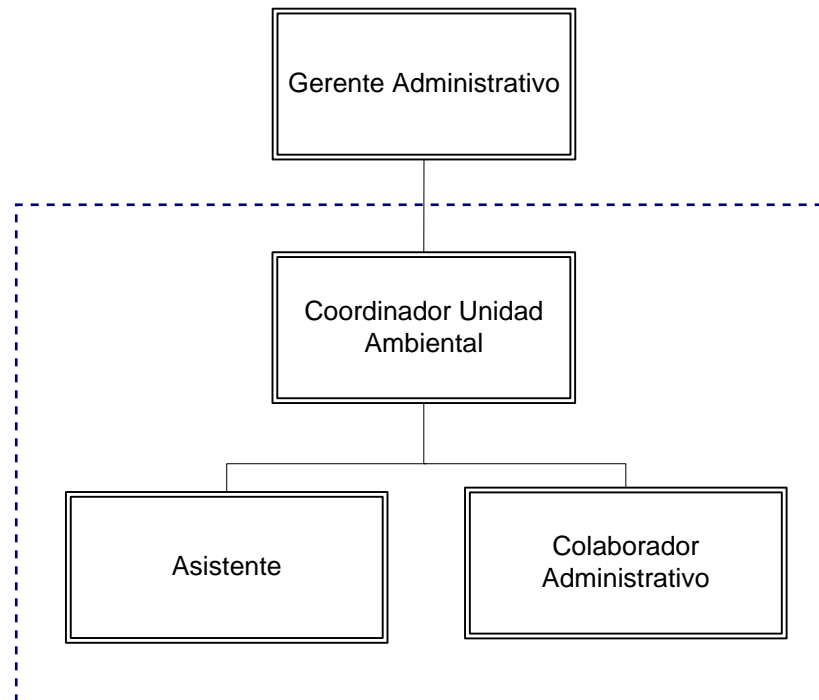 Gerente Administrativo
Coordinador Unidad
Ambiental
Asistente
Colaborador
Administrativo